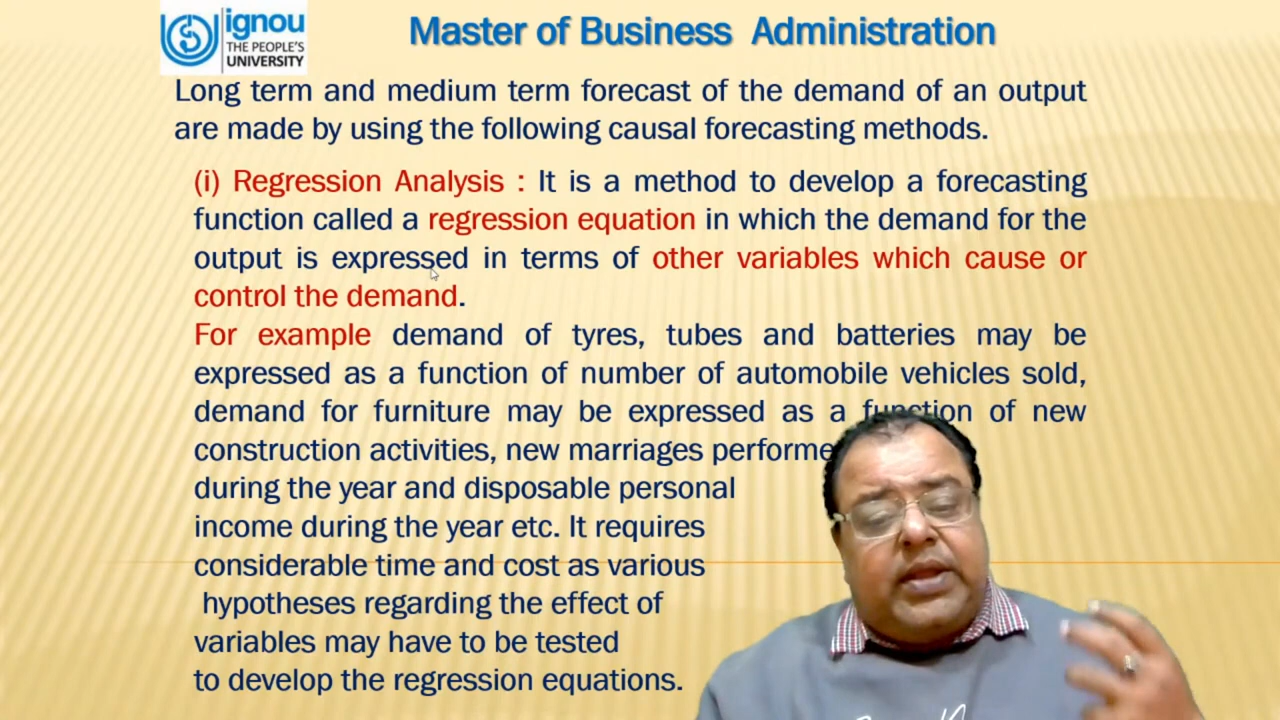 ignou
THE PEOPLE'S
UNIVERSITY
Master of Business Administration
Long term and medium term forecast of the demand of an output
are made by using the following causal forecasting methods.
(i) Regression Analysis : It is a method to develop a forecasting
function called a regression equation in which the demand for the
output is expressed in terms of other variables which cause or
control the demand.
For example demand of tyres, tubes and batteries may be
expressed as a function of number of automobile vehicles sold,
demand for furniture may be expressed as a function of new
construction activities, new marriages performe
during the year and disposable personal
income during the year etc. It requires
considerable time and cost as various
hypotheses regarding the effect of
variables may have to be tested
to develop the regression equations.